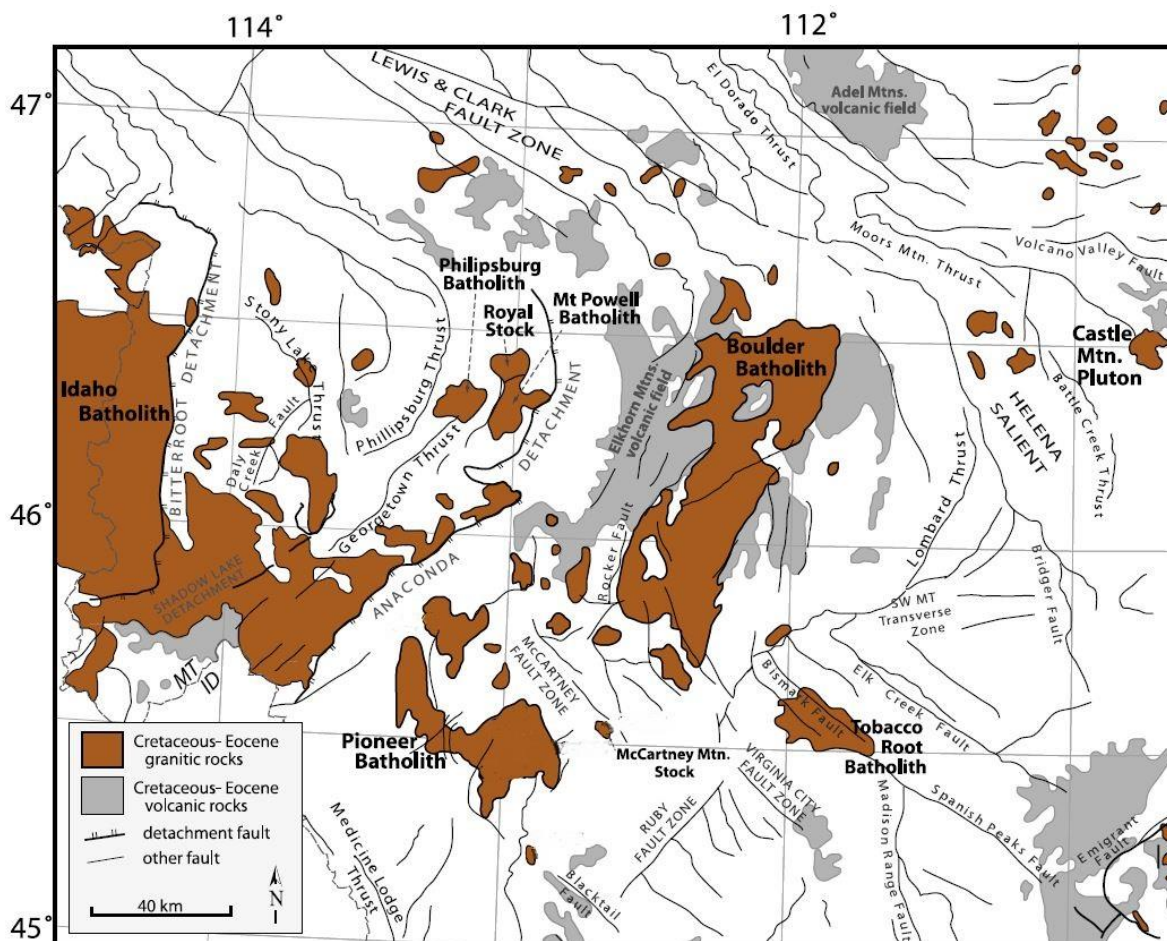 114°
112°
47°
46°
45°
LEWIS & CLARK
FAULT ZONE
El Dorado Thrust
Adel Mtns.
volcanic field
Moors Mtn. Thrust
Volcano Valley Fault
BITTERROOT DETACHMENT
Stony Lake
Thrust
Philipsburg
Batholith
Royal
Stock
Mt Powell
Batholith
Phillipsburg Thrust
DETACHMENT
Elkhorn Mtns.
volcanic field
Boulder
Batholith
Castle
Mtn.
Pluton
HELENA
SALIENT
Battle Creek Thrust
Idaho
Batholith
Daly
Creek
Fault
Georgetown Thrust
Lombard Thrust
Rocker Fault
Bridger Fault
SHADOW LAKE
DETACHMENT
ANACONDA
SW MT
Transverse
Zone
MT
ID
McCARTNEY
FAULT ZONE
Bismark Fault
Elk Creek Fault
Tobacco
Root
Batholith
Pioneer
Batholith
McCartney Mtn.
Stock
VIRGINIA CITY
FAULT ZONE
RUBY
FAULT ZONE
Madison Range Fault
Spanish Peaks Fault
Emigrant
Fault
Medicine Lodge
Thrust
Blacktail
Fault
Cretaceous- Eocene
granitic rocks
Cretaceous-Eocene
volcanic rocks
detachment fault
other fault
N
40 km